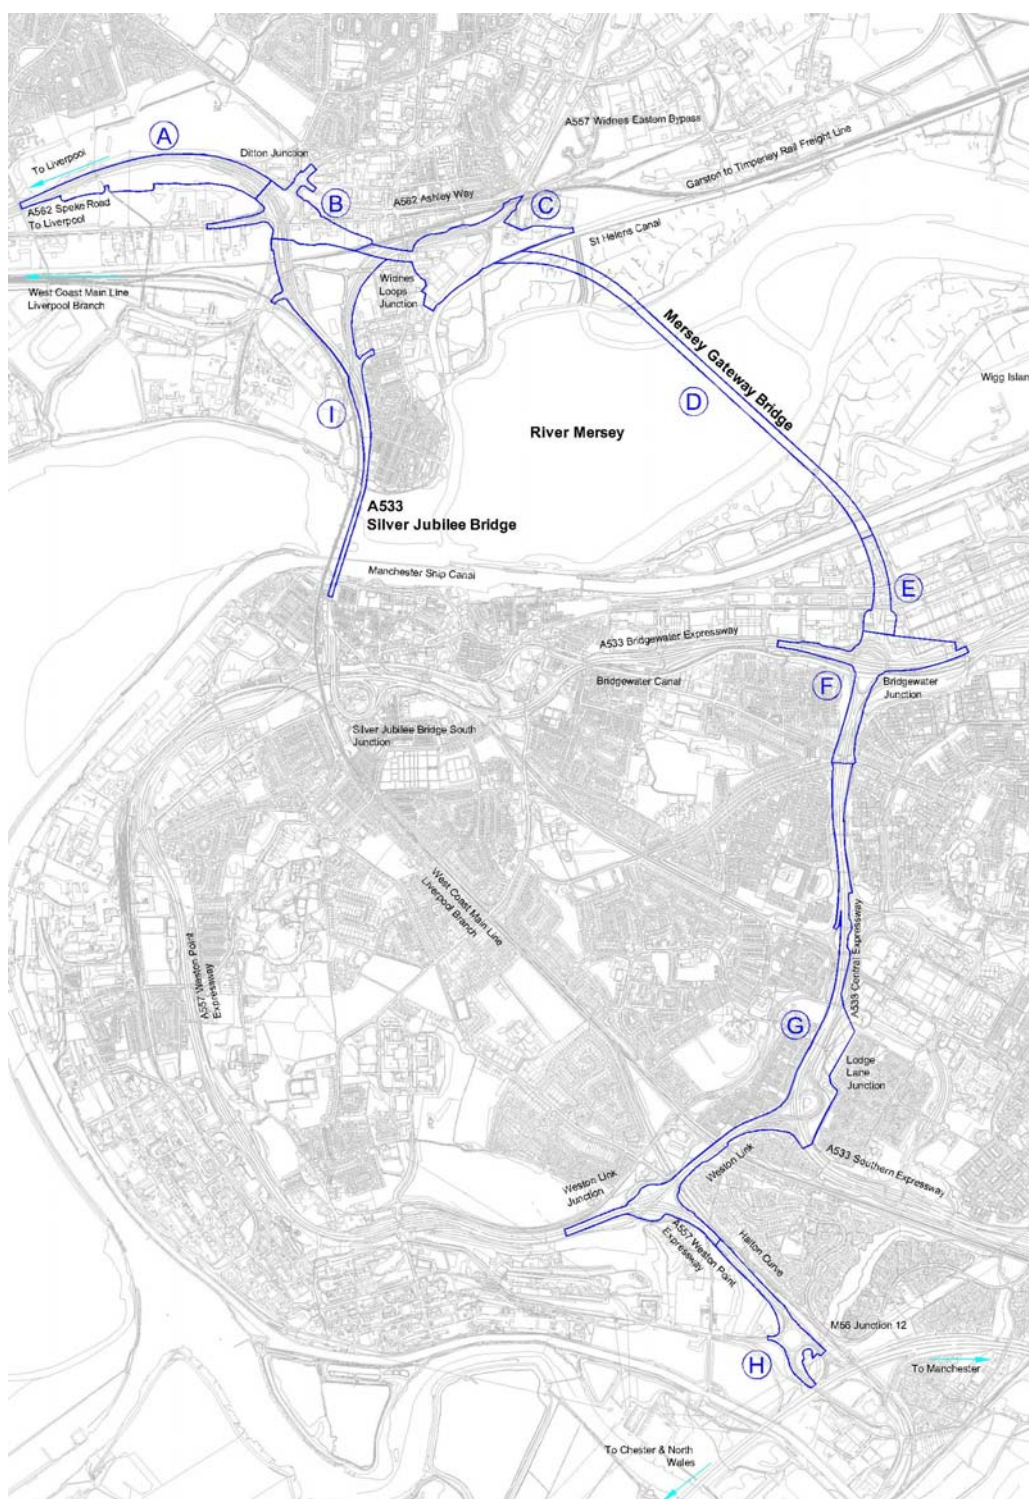 A557 Widnes Eastern Bypass
A
Ditton Junction
To Liverpool
Garston to Timperley Rail Freight Line
A562 Ashley Way
A562 Speke Road
To Liverpool
B
C
St Helens Canal
Widnes
Loops
Junction
West Coast Main Line
Liverpool Branch
Mersey Gateway Bridge
Wigg Islan
D
I
River Mersey
A533
Silver Jubilee Bridge
Manchester Ship Canal
E
A533 Bridgewater Expressway
Bridgewater Canal
F
Bridgewater
Junction
Silver Jubilee Bridge South
Junction
West Coast Main Line
Liverpool Branch
A557 Weston Point
Expressway
A533 Central Expressway
G
Lodge
Lane
Junction
Weston Link
A533 Southern Expressway
Weston Link
Junction
A557 Weston Point
Expressway
Halton Curve
M56 Junction 12
H
To Manchester
To Chester & North
Wales